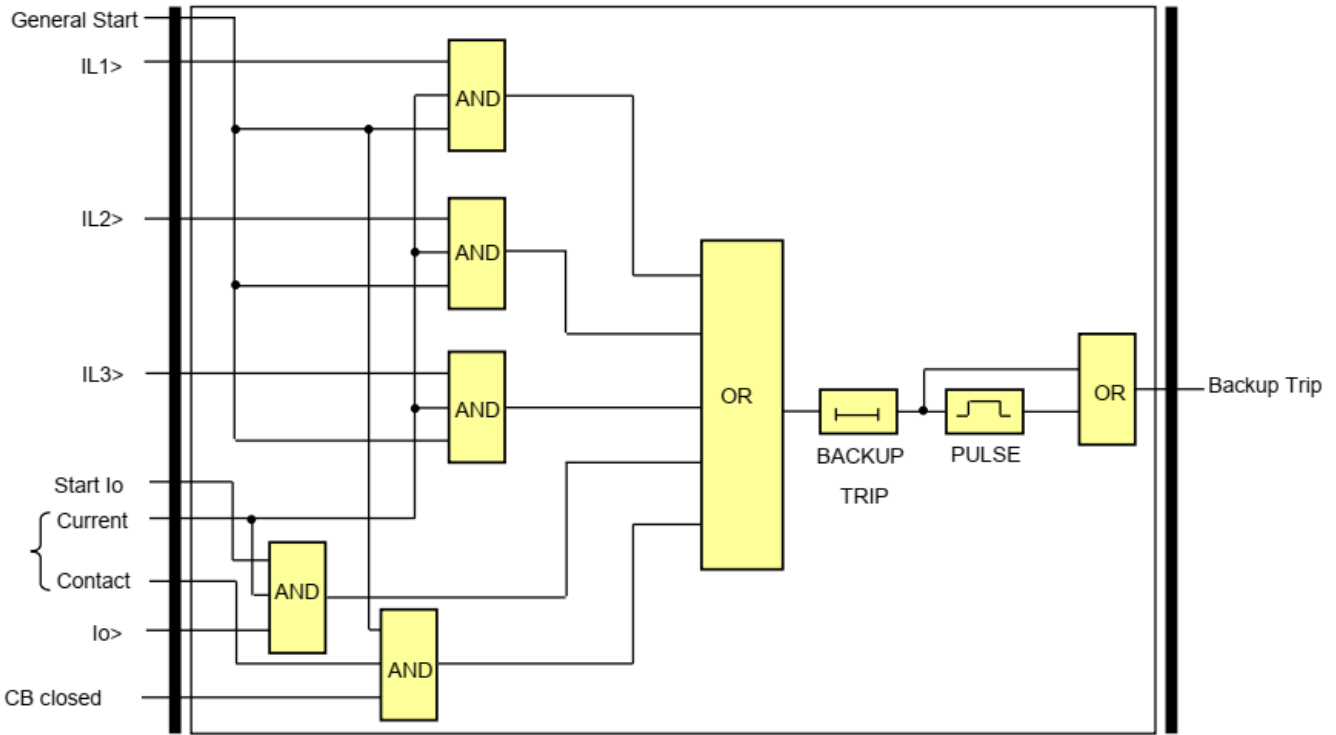 General Start
IL1>
AND
IL2>
AND
IL3>
AND
OR
OR
Backup Trip
BACKUP
TRIP
PULSE
Start Io
Current
Contact
AND
Io>
AND
CB closed